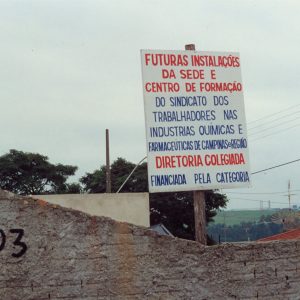 FUTURAS INSTALAÇÕES
DA SEDE E
CENTRO DE FORMAÇÃO
DO SINDICATO DOS
TRABALHADORES NAS
INDUSTRIAS QUIMICAS E
FARMACEUTICAS DE CAMPINAS e REGIÃO
DIRETORIA COLEGIADA
FINANCIADA PELA CATEGORIA
03